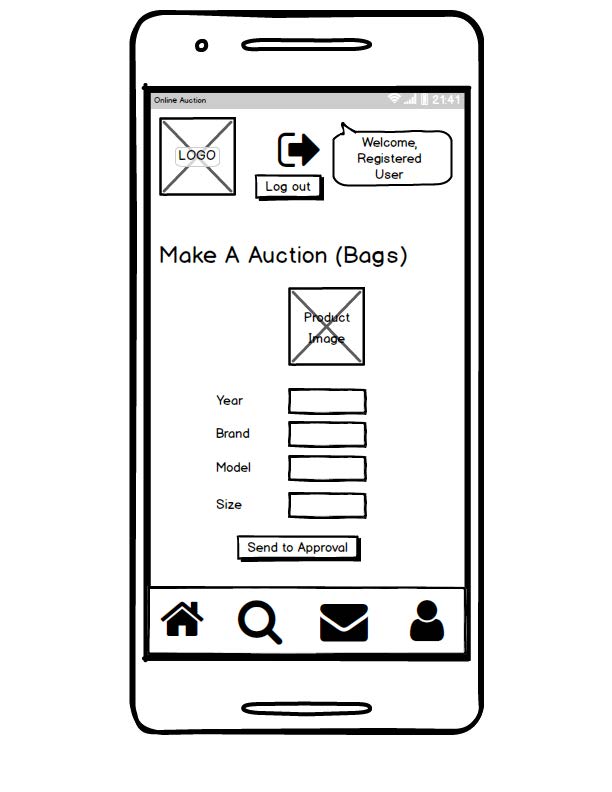 Online Auction
21:41
LOGO
Welcome,
Registered
User
Log out
Make A Auction (Bags)
Product
Image
Year
Brand
Model
Size
Send to Approval